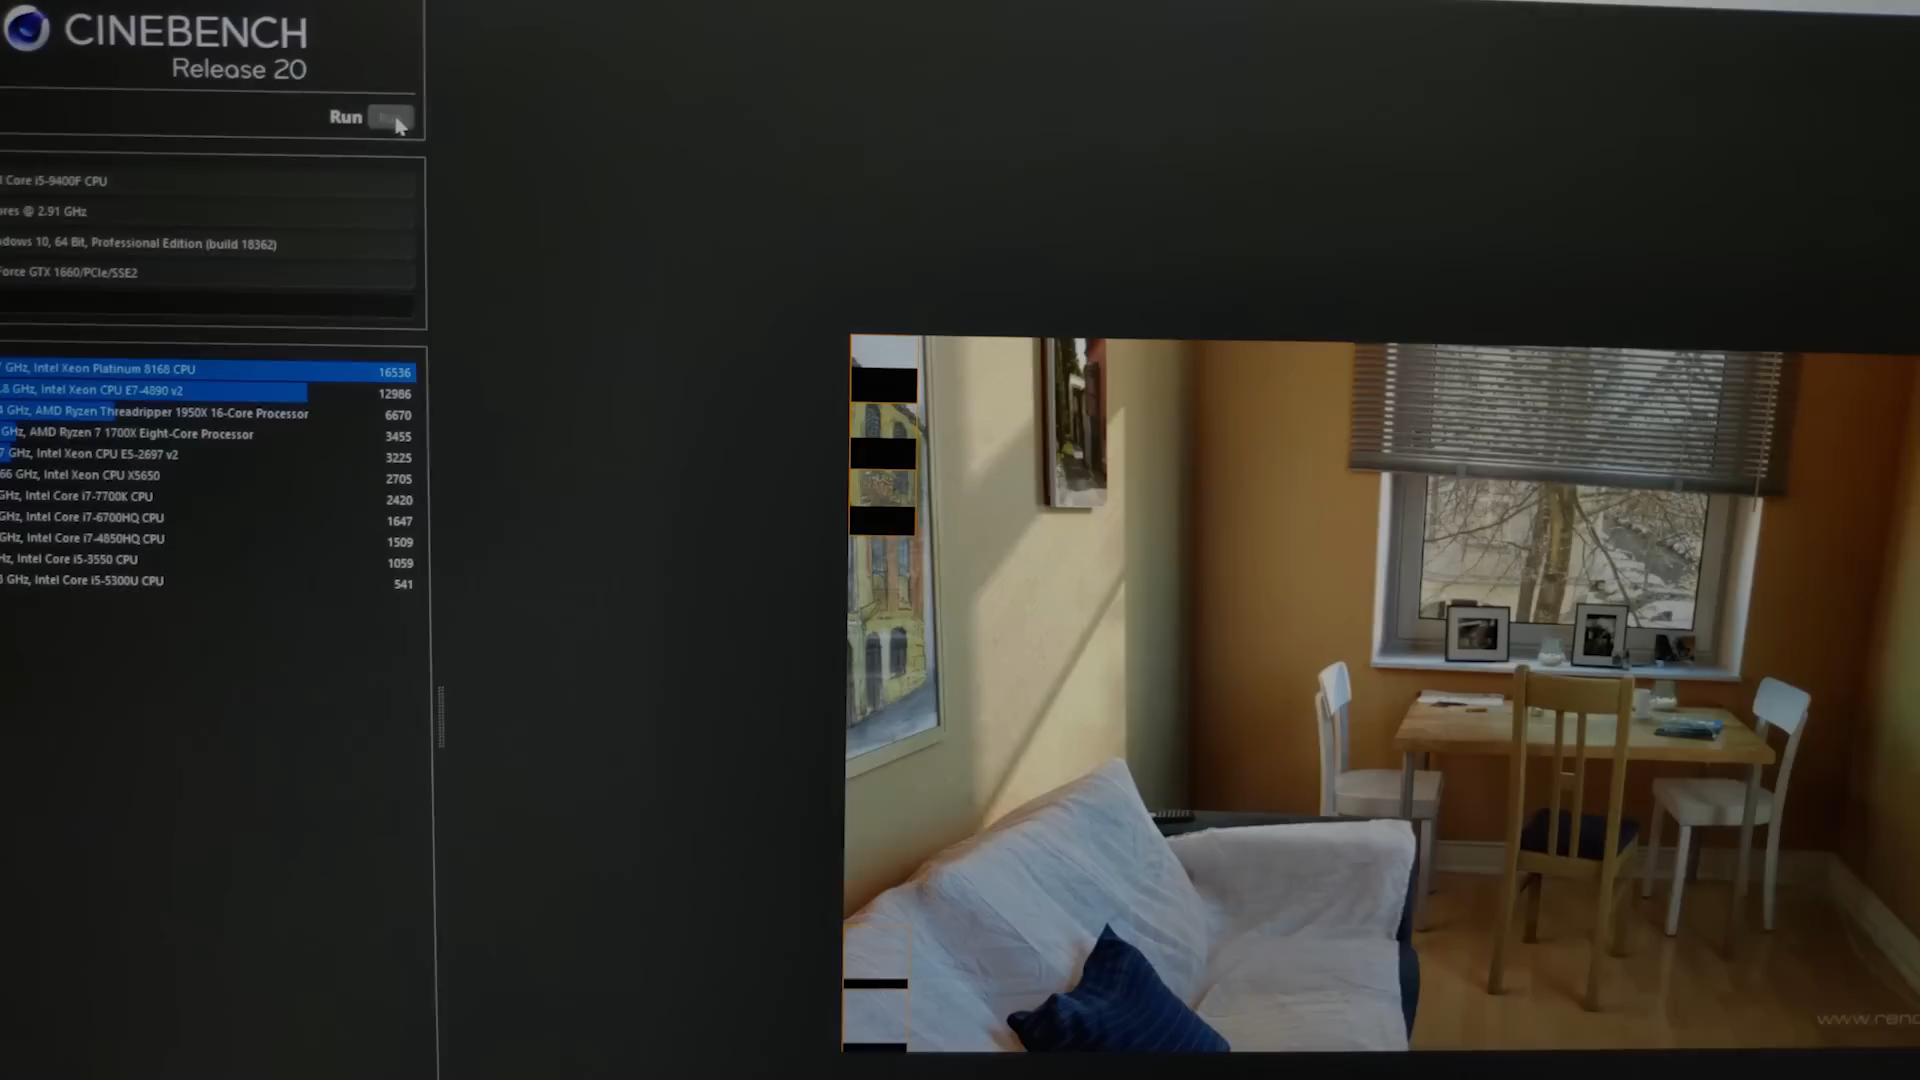 CINEBENCH
Release 20
Run
l Core i5-9400F CPU
ores @ 2.91 GHz
dows 10, 64 Bit, Professional Edition (build 18362)
Force GTX 1660/PCIe/SSE2
GHz, Intel Xeon Platinum 8168 CPU 16536
.8 GHz, Intel Xeon CPU E7-4890 v2 12986
4 GHz, AMD Ryzen Threadripper 1950X 16-Core Processor 6670
GHz, AMD Ryzen 7 1700X Eight-Core Processor 3455
7 GHz, Intel Xeon CPU E5-2697 v2 3225
66 GHz, Intel Xeon CPU X5650 2705
GHz, Intel Core i7-7700K CPU 2420
GHz, Intel Core i7-6700HQ CPU 1647
GHz, Intel Core i7-4850HQ CPU 1509
Hz, Intel Core i5-3550 CPU 1059
3 GHz, Intel Core i5-5300U CPU 541